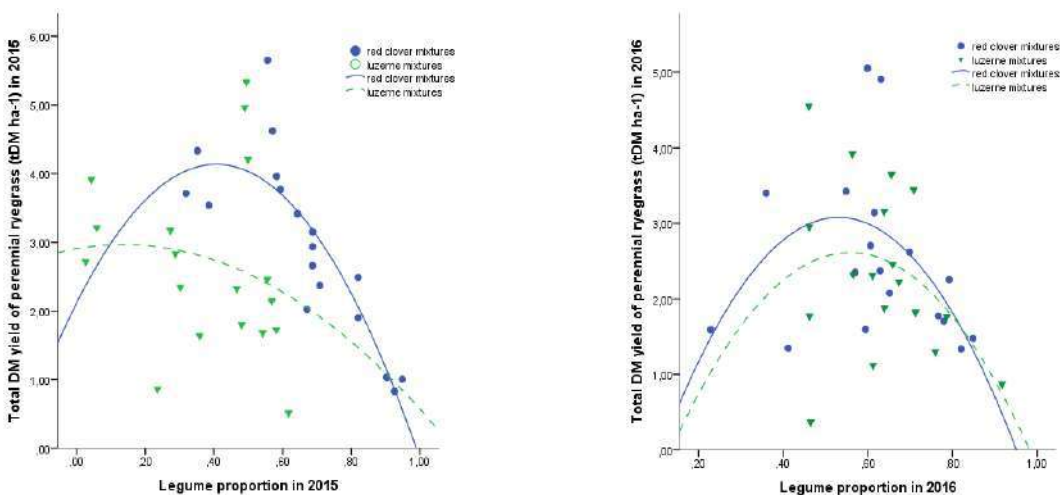 Total DM yield of perennial ryegrass (tDM ha-1) in 2015
6,00
5,00
4,00
3,00
2,00
1,00
,00
,00 ,20 ,40 ,60 ,80 1,00
Legume proportion in 2015
red clover mixtures
luzerne mixtures
red clover mixtures
luzerne mixtures
Total DM yield of perennial ryegrass (tDM ha-1) in 2016
5,00
4,00
3,00
2,00
1,00
,00
,20 ,40 ,60 ,80 1,00
Legume proportion in 2016
red clover mixtures
luzerne mixtures
red clover mixtures
luzerne mixtures